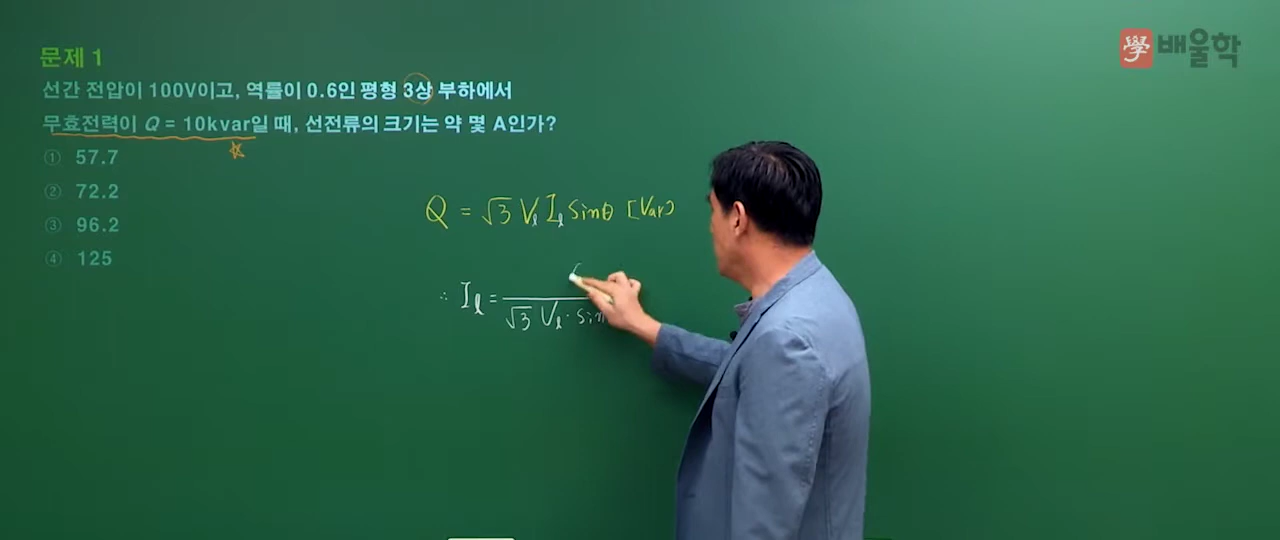 學 배울학
문제 1
선간 전압이 100V이고, 역률이 0.6인 평형 3상 부하에서
무효전력이 Q = 10kvar일 때, 선전류의 크기는 약 몇 A인가?
① 57.7
② 72.2
③ 96.2
④ 125
Q = √3 Vℓ Iℓ Sinθ [Var]
∴ Iℓ =
√3 Vℓ · Sin